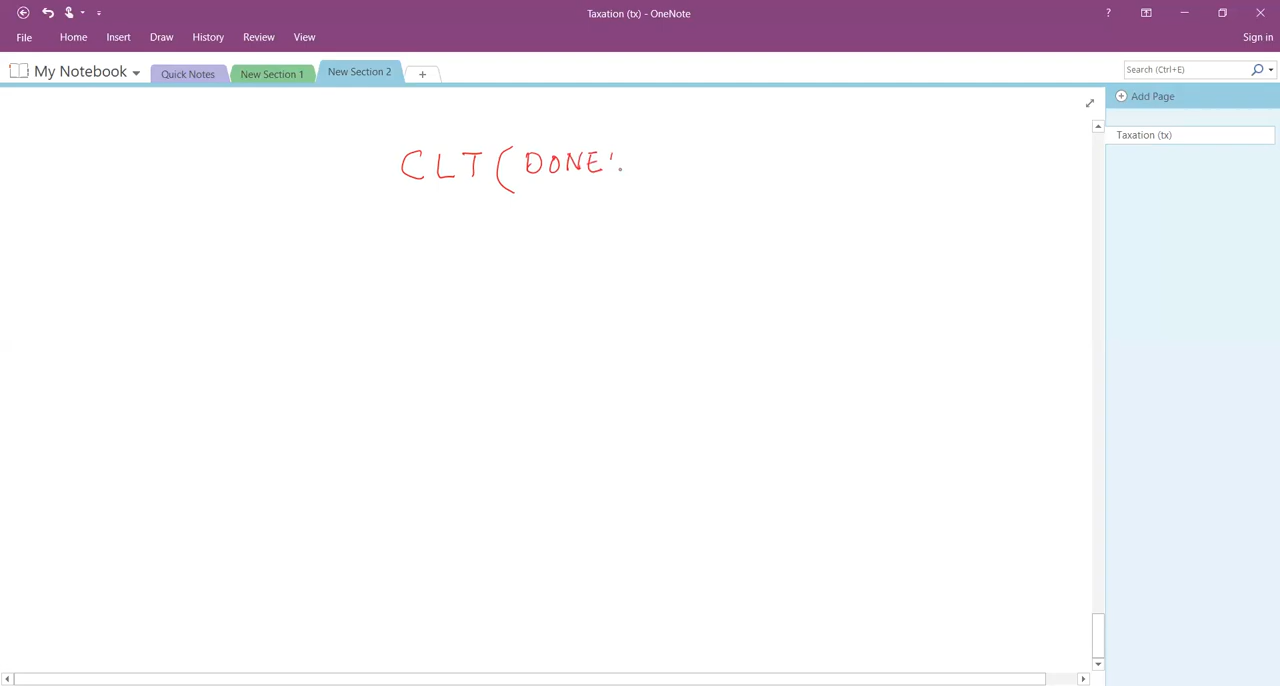 Taxation (tx) - OneNote
?
File
Home
Insert
Draw
History
Review
View
Sign in
My Notebook
Quick Notes
New Section 1
New Section 2
+
Search (Ctrl+E)
Add Page
Taxation (tx)
CLT (DONE'